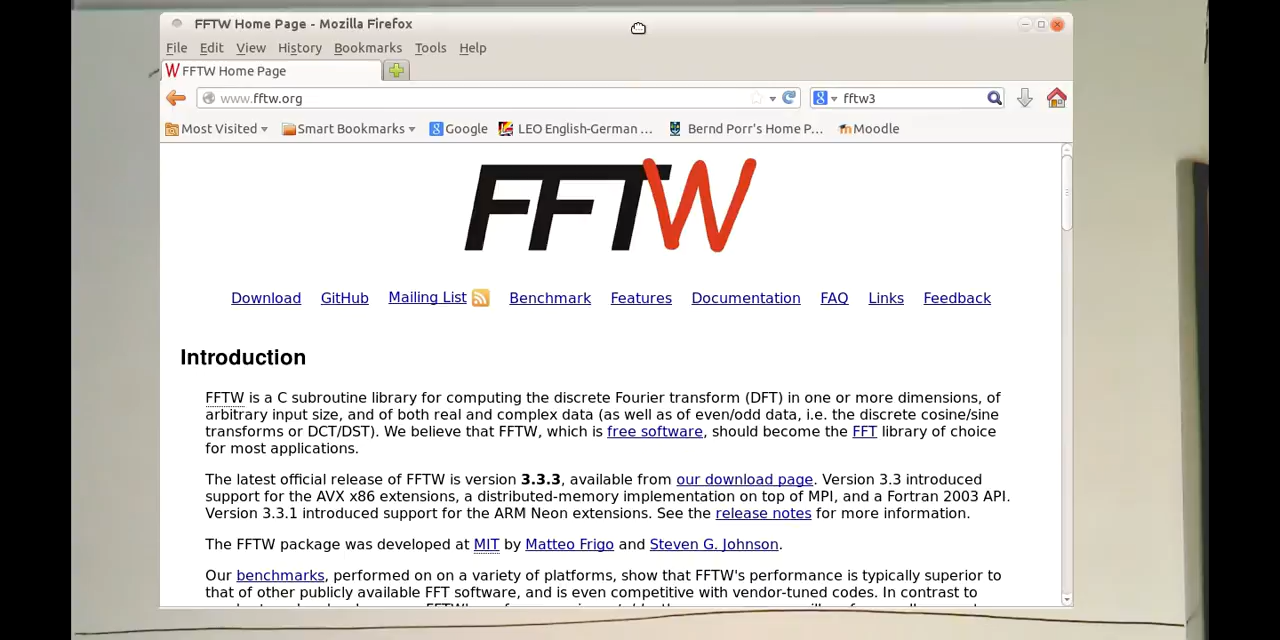 FFTW Home Page - Mozilla Firefox
File Edit View History Bookmarks Tools Help
FFTW Home Page
www.fftw.org fftw3
Most Visited Smart Bookmarks Google LEO English-German ... Bernd Porr's Home P... Moodle
FFTW
Download GitHub Mailing List Benchmark Features Documentation FAQ Links Feedback
Introduction
FFTW is a C subroutine library for computing the discrete Fourier transform (DFT) in one or more dimensions, of
arbitrary input size, and of both real and complex data (as well as of even/odd data, i.e. the discrete cosine/sine
transforms or DCT/DST). We believe that FFTW, which is free software, should become the FFT library of choice
for most applications.
The latest official release of FFTW is version 3.3.3, available from our download page. Version 3.3 introduced
support for the AVX x86 extensions, a distributed-memory implementation on top of MPI, and a Fortran 2003 API.
Version 3.3.1 introduced support for the ARM Neon extensions. See the release notes for more information.
The FFTW package was developed at MIT by Matteo Frigo and Steven G. Johnson.
Our benchmarks, performed on on a variety of platforms, show that FFTW's performance is typically superior to
that of other publicly available FFT software, and is even competitive with vendor-tuned codes. In contrast to